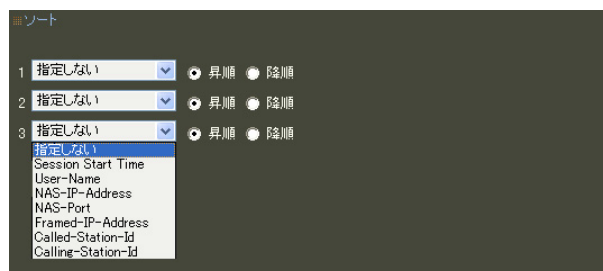 ソート
1 指定しない 昇順 降順
2 指定しない 昇順 降順
3 指定しない 昇順 降順
指定しない
Session Start Time
User-Name
NAS-IP-Address
NAS-Port
Framed-IP-Address
Called-Station-Id
Calling-Station-Id